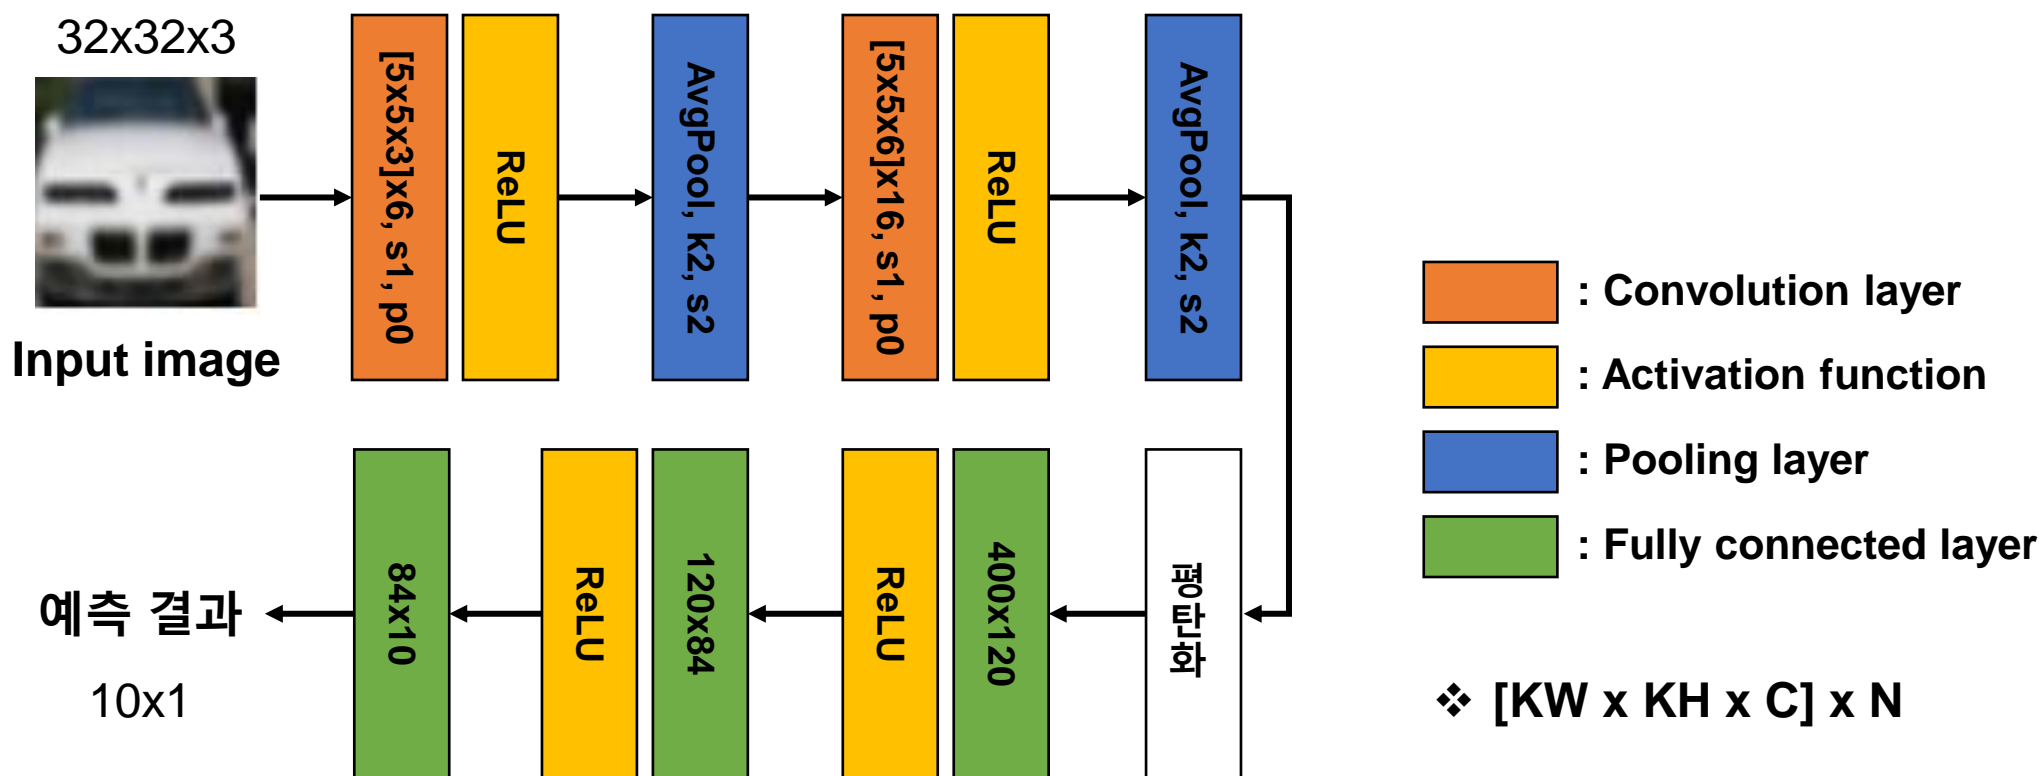 32x32x3
Input image
[5x5x3]x6, s1, p0
ReLU
AvgPool, k2, s2
[5x5x6]x16, s1, p0
ReLU
AvgPool, k2, s2
평탄화
400x120
ReLU
120x84
ReLU
84x10
예측 결과
10x1
: Convolution layer
: Activation function
: Pooling layer
: Fully connected layer
❖ [KW x KH x C] x N